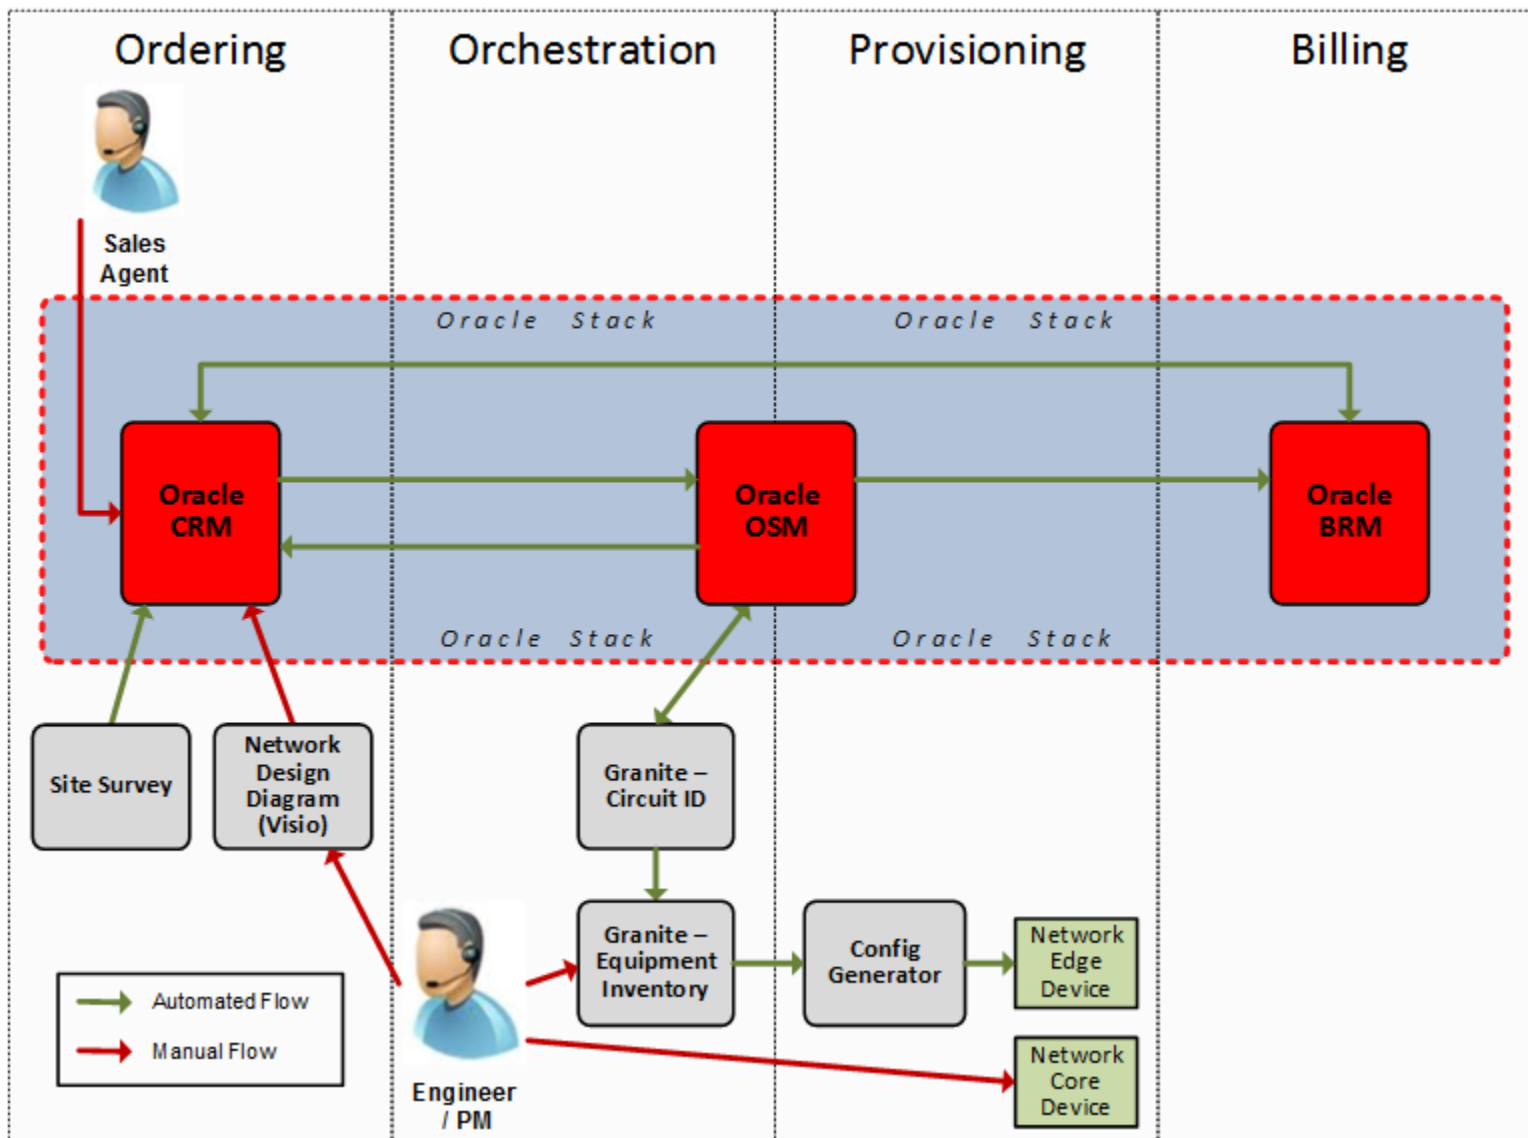 Ordering
Orchestration
Provisioning
Billing
Sales
Agent
Oracle Stack
Oracle Stack
Oracle
CRM
Oracle
OSM
Oracle
BRM
Oracle Stack
Oracle Stack
Site Survey
Network
Design
Diagram
(Visio)
Granite –
Circuit ID
Granite –
Equipment
Inventory
Config
Generator
Network
Edge
Device
Automated Flow
Manual Flow
Engineer
/ PM
Network
Core
Device